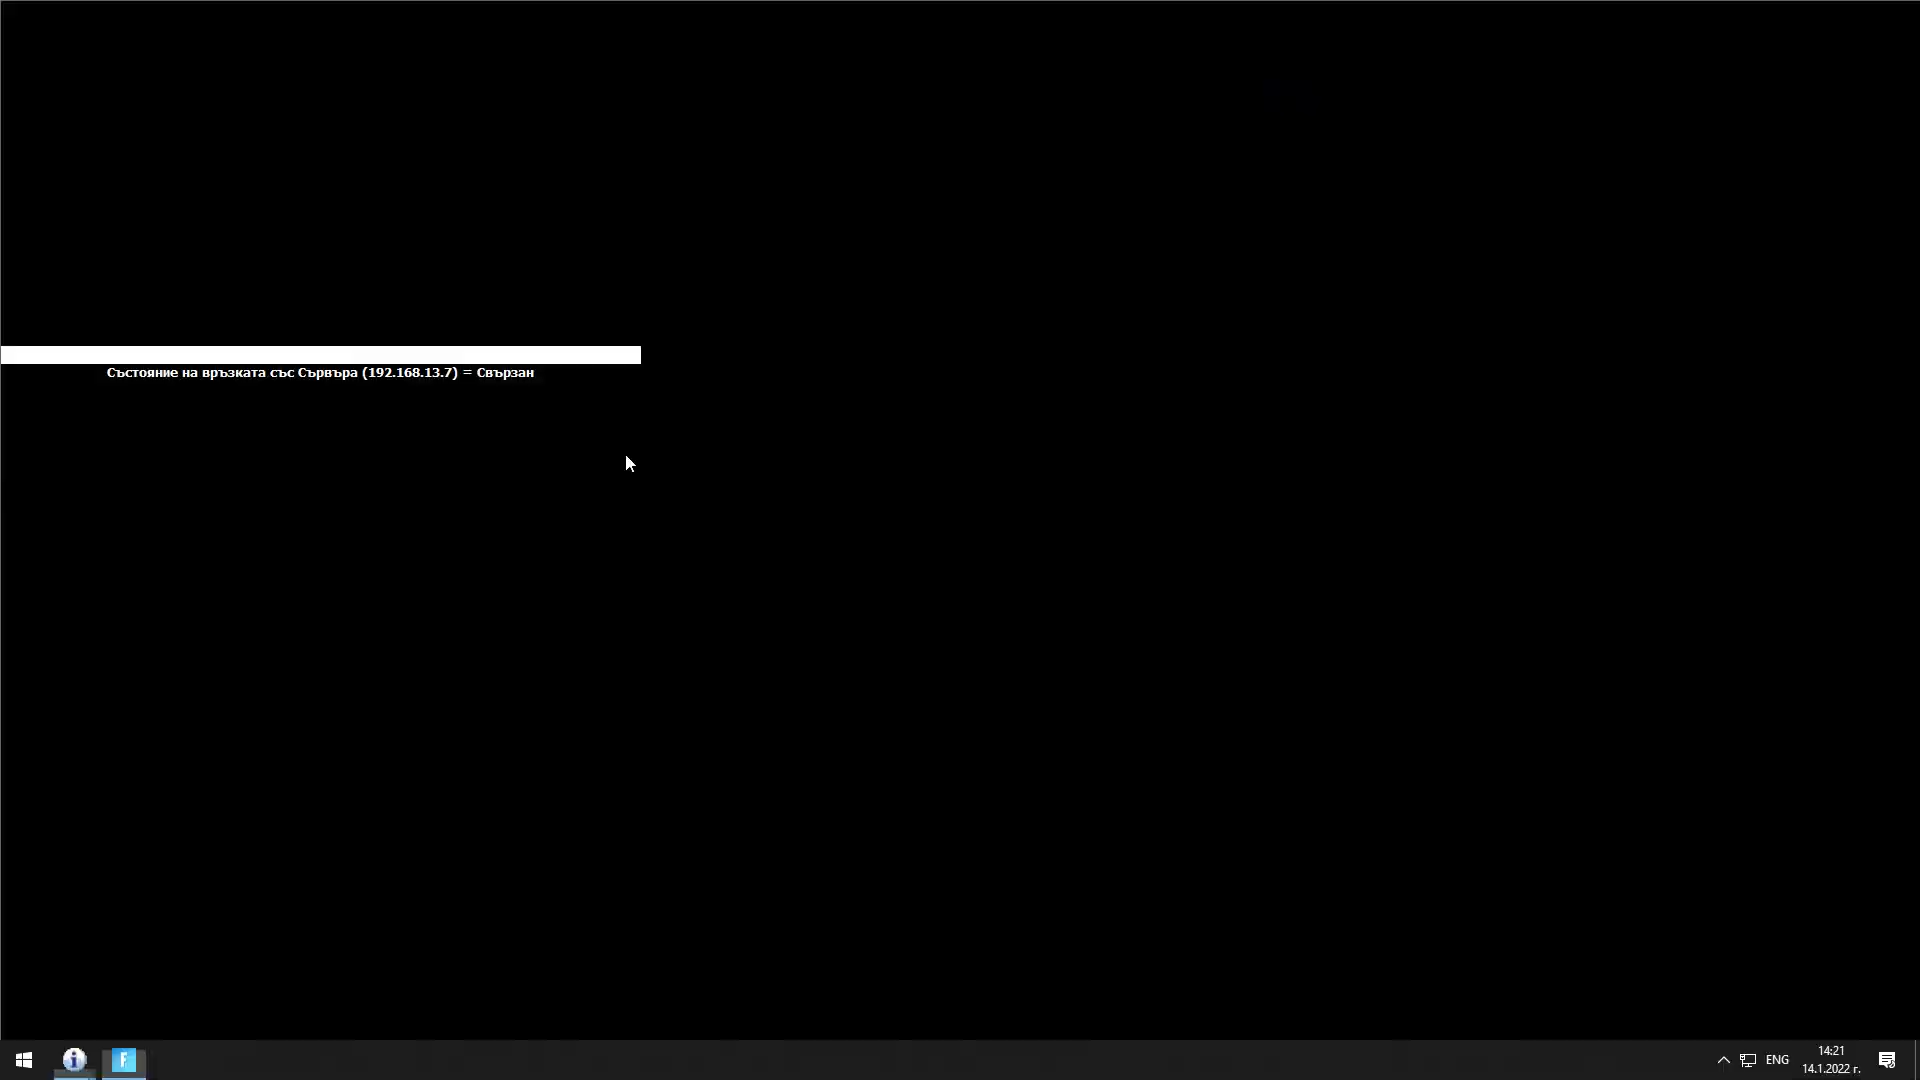 Състояние на връзката със Сървъра (192.168.13.7) = Свързан
F
ENG
14:21
14.1.2022 г.